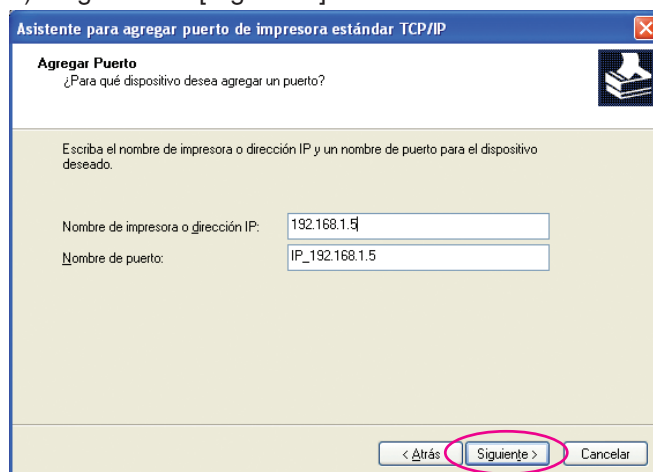 Asistente para agregar puerto de impresora estándar TCP/IP
Agregar Puerto
¿Para qué dispositivo desea agregar un puerto?
Escriba el nombre de impresora o dirección IP y un nombre de puerto para el dispositivo
deseado.
Nombre de impresora o dirección IP: 192.168.1.5
Nombre de puerto: IP_192.168.1.5
< Atrás Siguiente > Cancelar